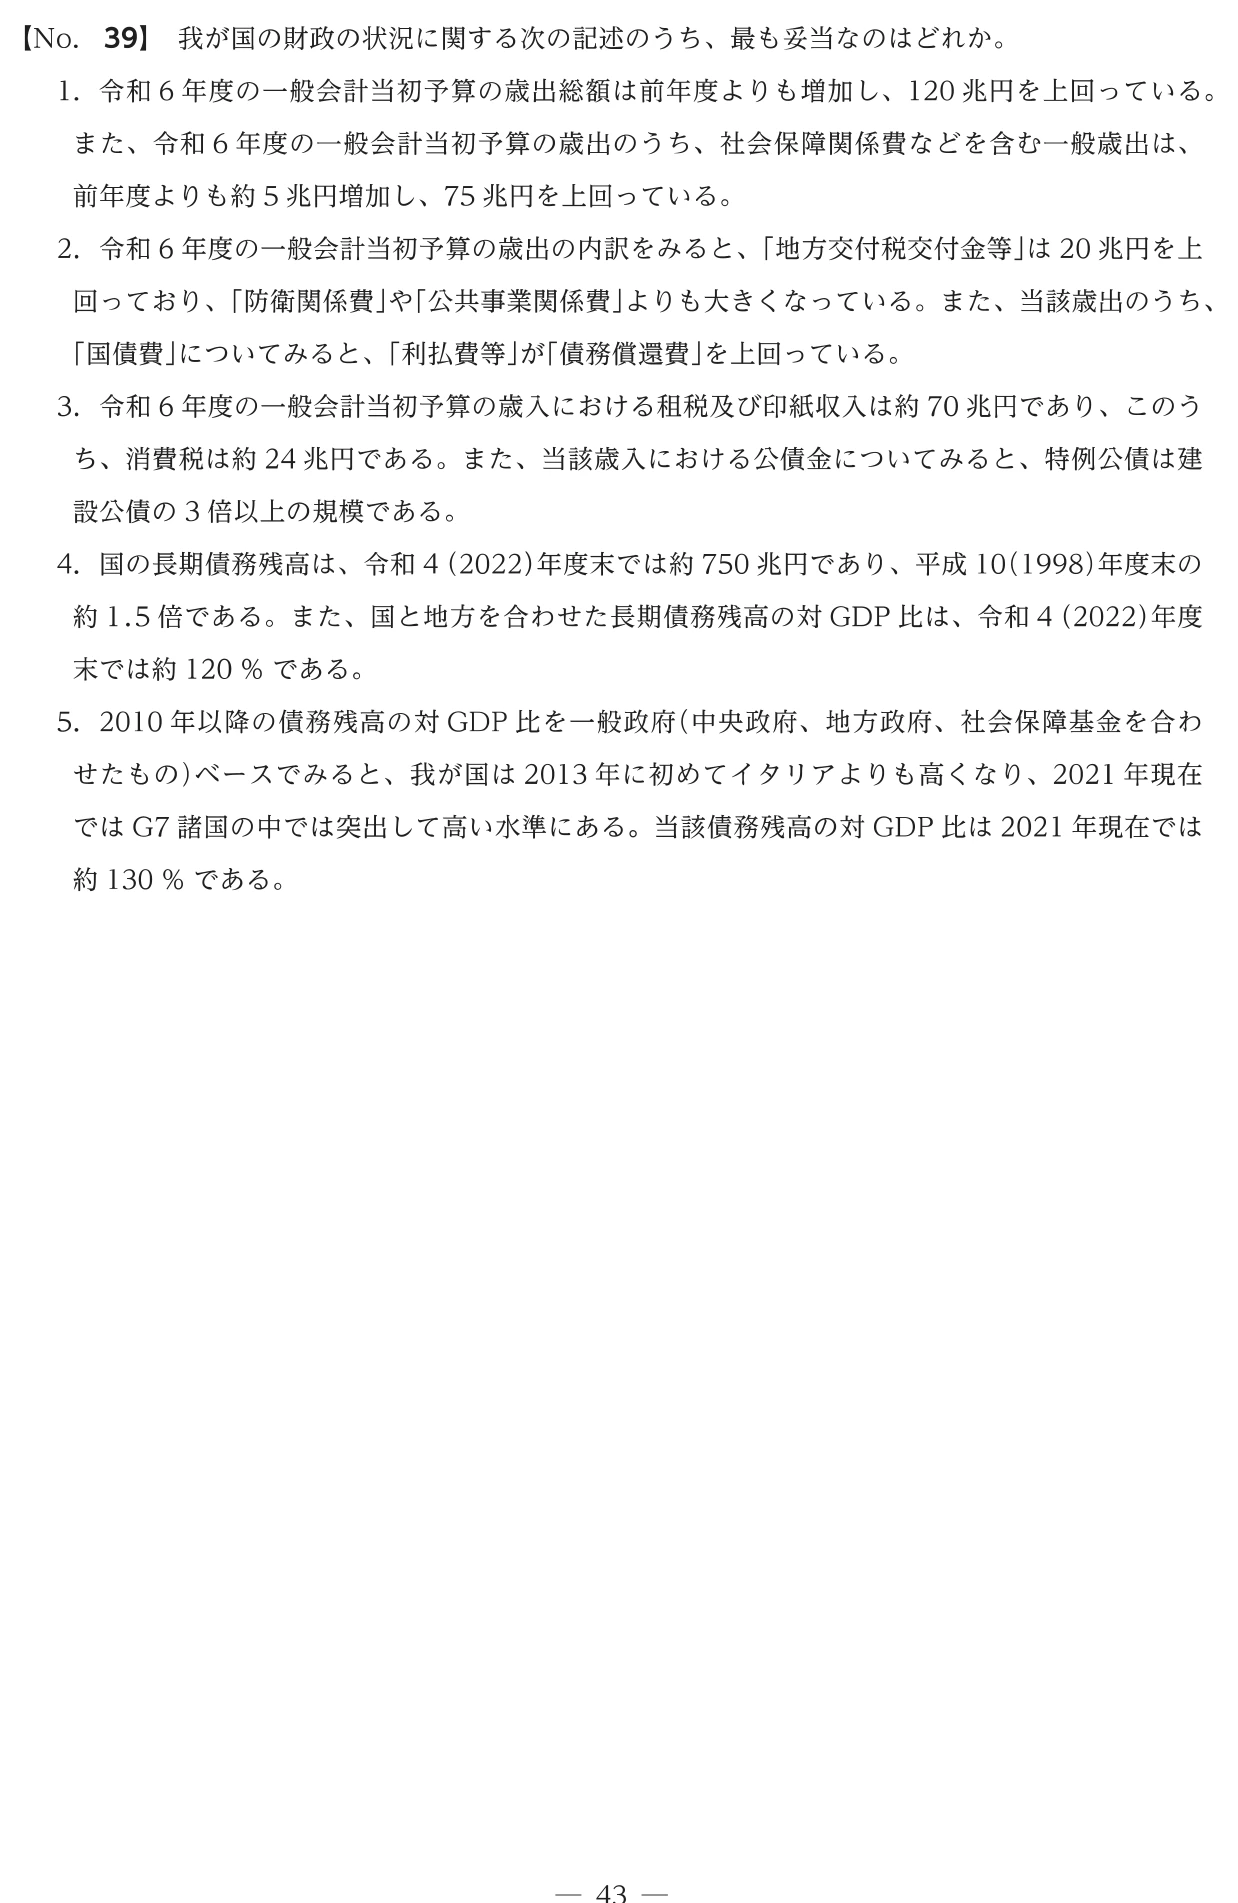 【No. 39】 我が国の財政の状況に関する次の記述のうち、最も妥当なのはどれか。
1. 令和6年度の一般会計当初予算の歳出総額は前年度よりも増加し、120兆円を上回っている。
また、令和6年度の一般会計当初予算の歳出のうち、社会保障関係費などを含む一般歳出は、
前年度よりも約5兆円増加し、75兆円を上回っている。
2. 令和6年度の一般会計当初予算の歳出の内訳をみると、「地方交付税交付金等」は20兆円を上
回っており、「防衛関係費」や「公共事業関係費」よりも大きくなっている。また、当該歳出のうち、
「国債費」についてみると、「利払費等」が「債務償還費」を上回っている。
3. 令和6年度の一般会計当初予算の歳入における租税及び印紙収入は約70兆円であり、このう
ち、消費税は約24兆円である。また、当該歳入における公債金についてみると、特例公債は建
設公債の3倍以上の規模である。
4. 国の長期債務残高は、令和4(2022)年度末では約750兆円であり、平成10(1998)年度末の
約1.5倍である。また、国と地方を合わせた長期債務残高の対GDP比は、令和4(2022)年度
末では約120%である。
5. 2010年以降の債務残高の対GDP比を一般政府(中央政府、地方政府、社会保障基金を合わ
せたもの)ベースでみると、我が国は2013年に初めてイタリアよりも高くなり、2021年現在
ではG7諸国の中では突出して高い水準にある。当該債務残高の対GDP比は2021年現在では
約130%である。
— 43 —